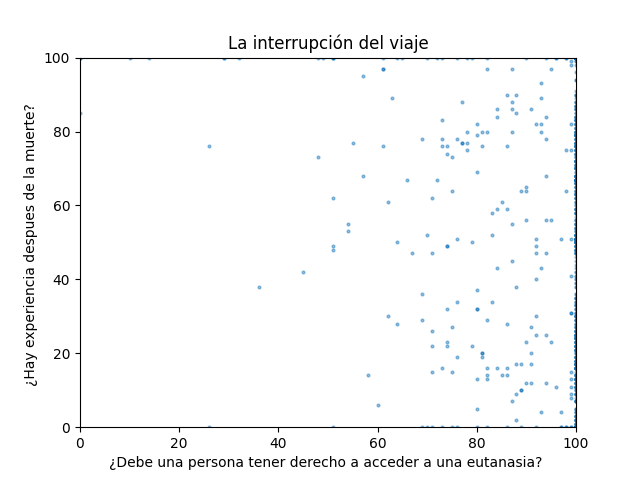 La interrupción del viaje
100
80
60
40
20
0
¿Hay experiencia despues de la muerte?
0 20 40 60 80 100
¿Debe una persona tener derecho a acceder a una eutanasia?